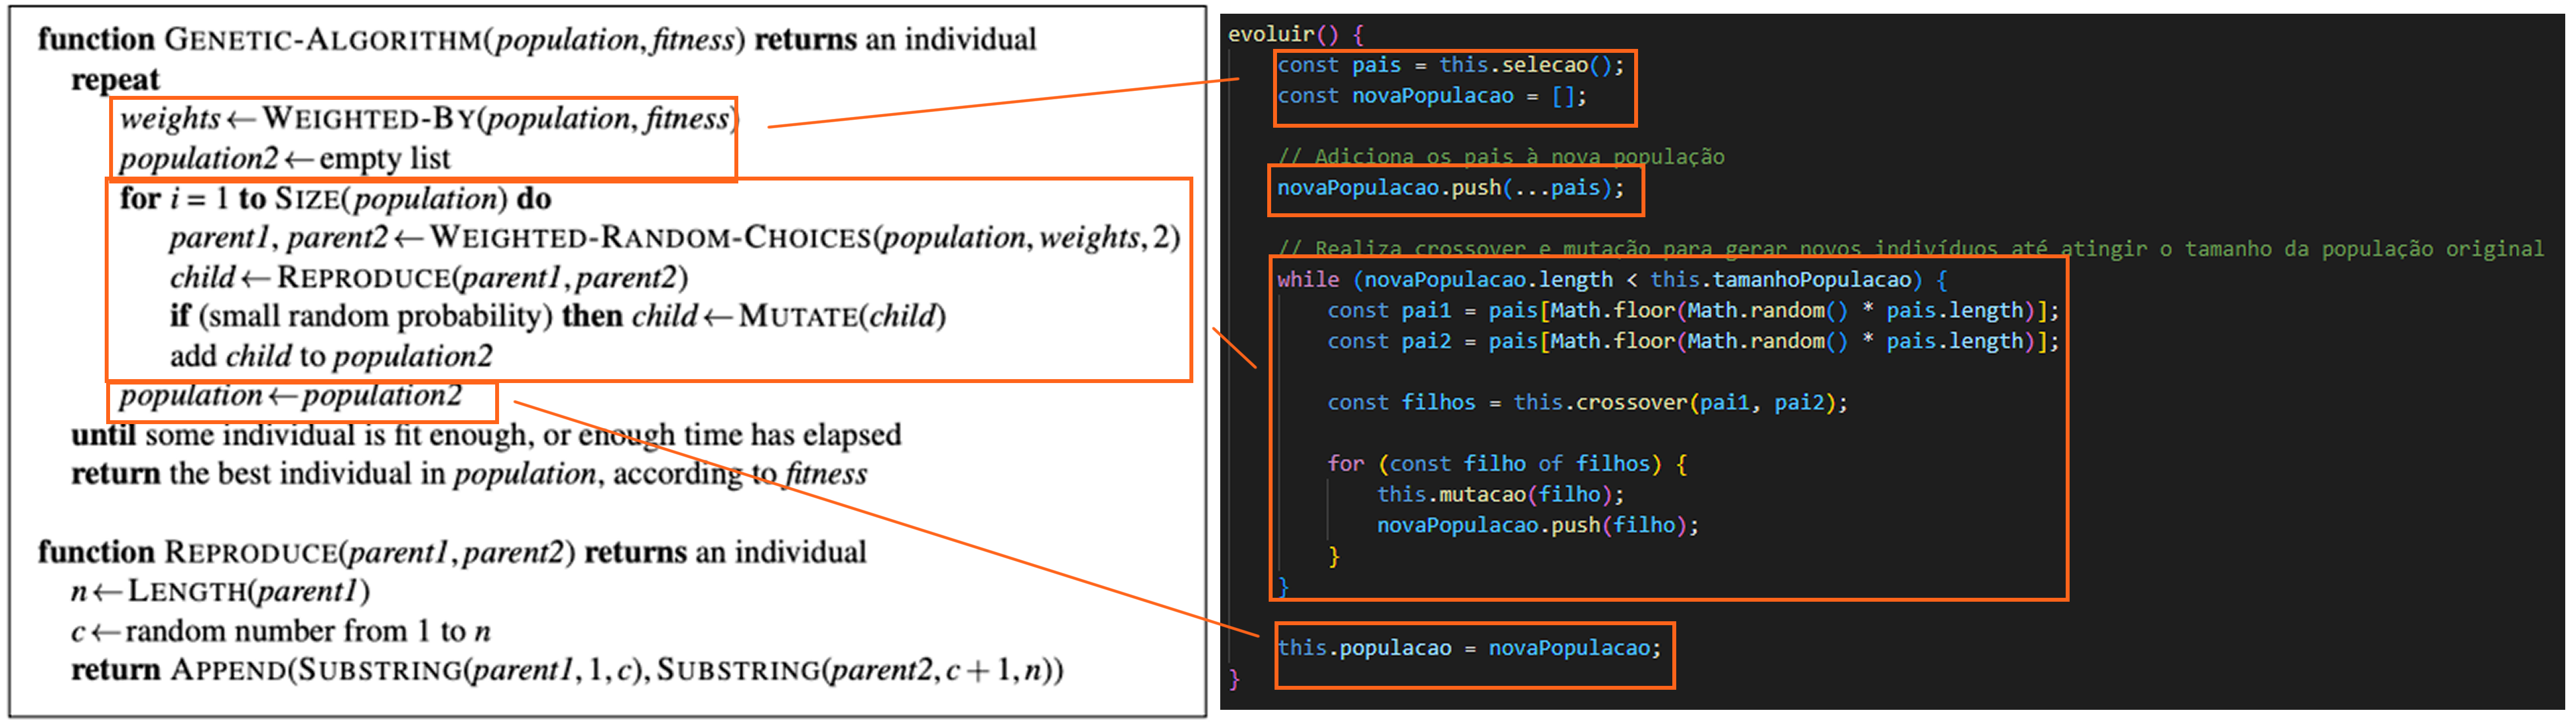 function GENETIC-ALGORITHM(population, fitness) returns an individual
repeat
weights ← WEIGHTED-BY(population, fitness)
population2 ← empty list
for i = 1 to SIZE(population) do
parent1, parent2 ← WEIGHTED-RANDOM-CHOICES(population, weights, 2)
child ← REPRODUCE(parent1, parent2)
if (small random probability) then child ← MUTATE(child)
add child to population2
population ← population2
until some individual is fit enough, or enough time has elapsed
return the best individual in population, according to fitness
function REPRODUCE(parent1, parent2) returns an individual
n ← LENGTH(parent1)
c ← random number from 1 to n
return APPEND(SUBSTRING(parent1, 1, c), SUBSTRING(parent2, c + 1, n))
evoluir() {
const pais = this.selecao();
const novaPopulacao = [];
// Adiciona os pais à nova população
novaPopulacao.push(...pais);
// Realiza crossover e mutação para gerar novos indivíduos até atingir o tamanho da população original
while (novaPopulacao.length < this.tamanhoPopulacao) {
const pai1 = pais[Math.floor(Math.random() * pais.length)];
const pai2 = pais[Math.floor(Math.random() * pais.length)];
const filhos = this.crossover(pai1, pai2);
for (const filho of filhos) {
this.mutacao(filho);
novaPopulacao.push(filho);
}
}
this.populacao = novaPopulacao;
}